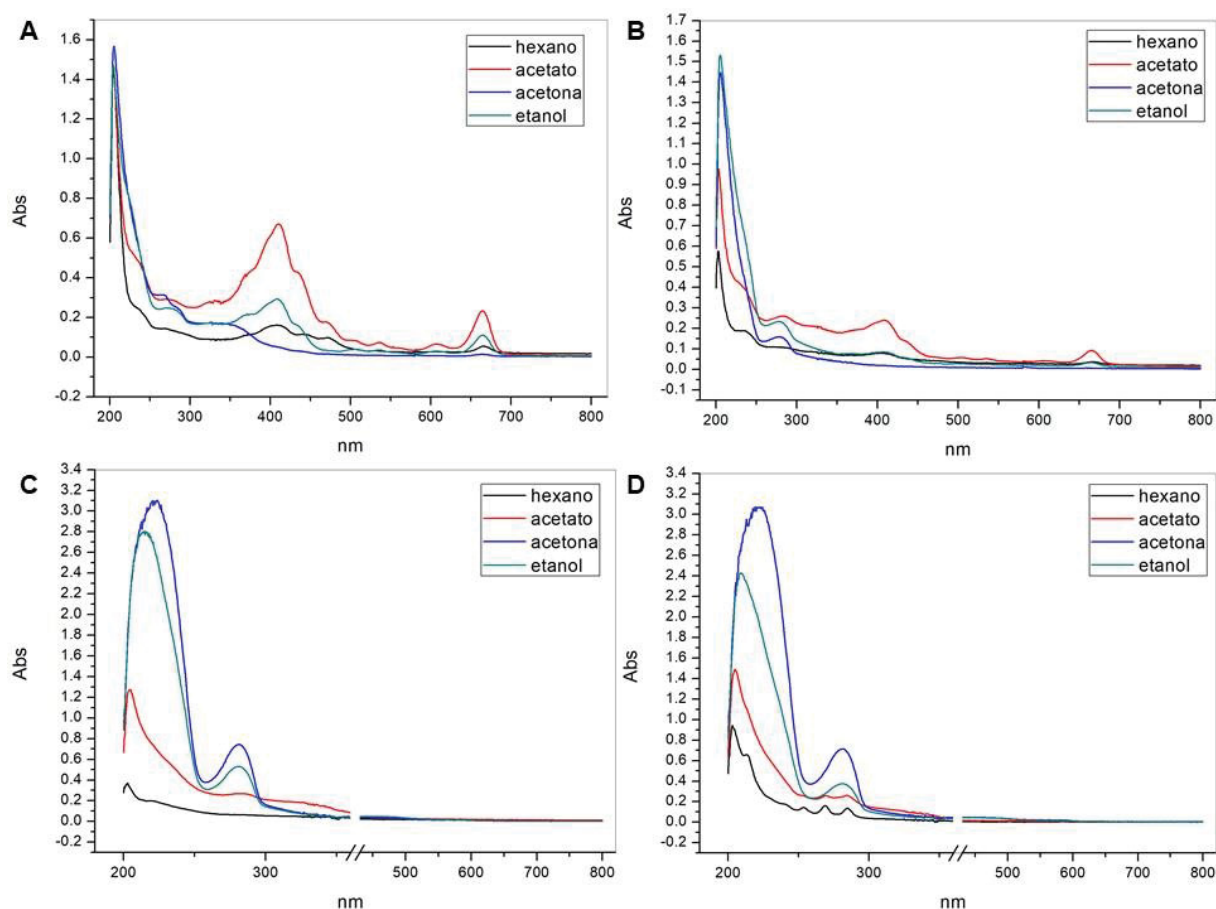 A
1.6
1.4
1.2
1.0
0.8
0.6
0.4
0.2
0.0
-0.2
Abs
200 300 400 500 600 700 800
nm
hexano
acetato
acetona
etanol
B
1.7
1.6
1.5
1.4
1.3
1.2
1.1
1.0
0.9
0.8
0.7
0.6
0.5
0.4
0.3
0.2
0.1
0.0
-0.1
Abs
200 300 400 500 600 700 800
nm
hexano
acetato
acetona
etanol
C
3.4
3.2
3.0
2.8
2.6
2.4
2.2
2.0
1.8
1.6
1.4
1.2
1.0
0.8
0.6
0.4
0.2
0.0
-0.2
Abs
200 300 500 600 700 800
nm
hexano
acetato
acetona
etanol
D
3.4
3.2
3.0
2.8
2.6
2.4
2.2
2.0
1.8
1.6
1.4
1.2
1.0
0.8
0.6
0.4
0.2
0.0
-0.2
Abs
200 300 500 600 700 800
nm
hexano
acetato
acetona
etanol